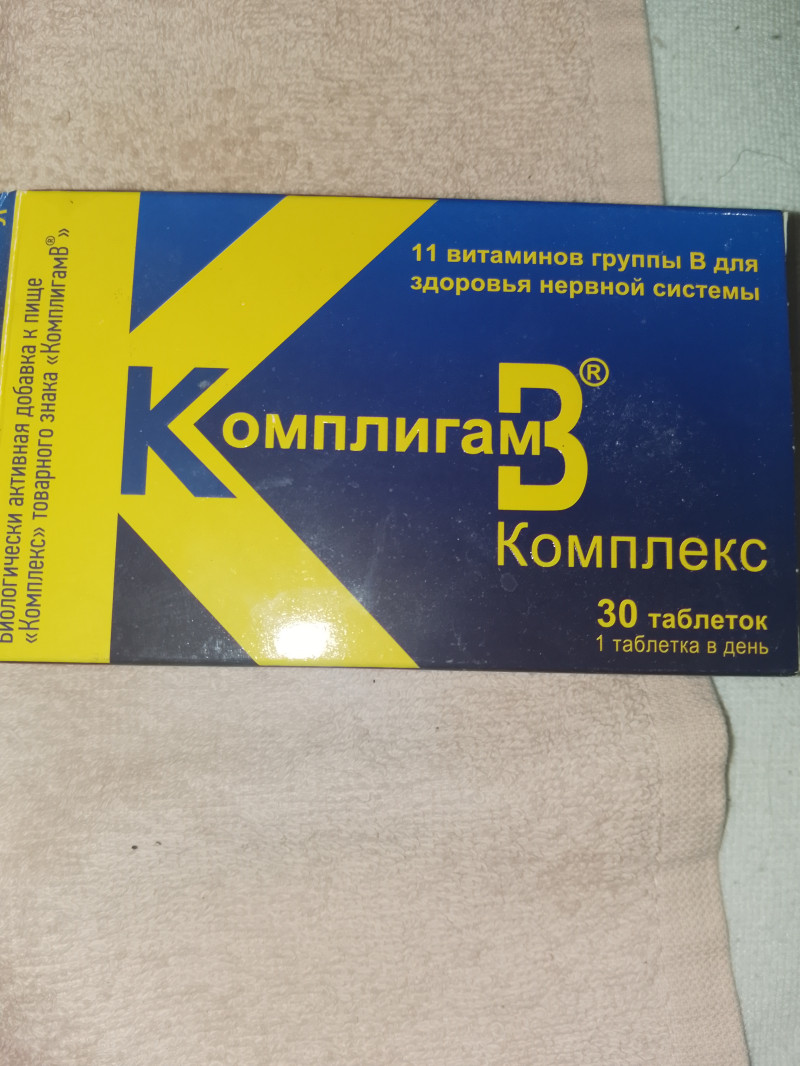 Биологически активная добавка к пище
«Комплекс» товарного знака «КомплигамВ®»
11 витаминов группы В для
здоровья нервной системы
КомплигамВ®
Комплекс
30 таблеток
1 таблетка в день